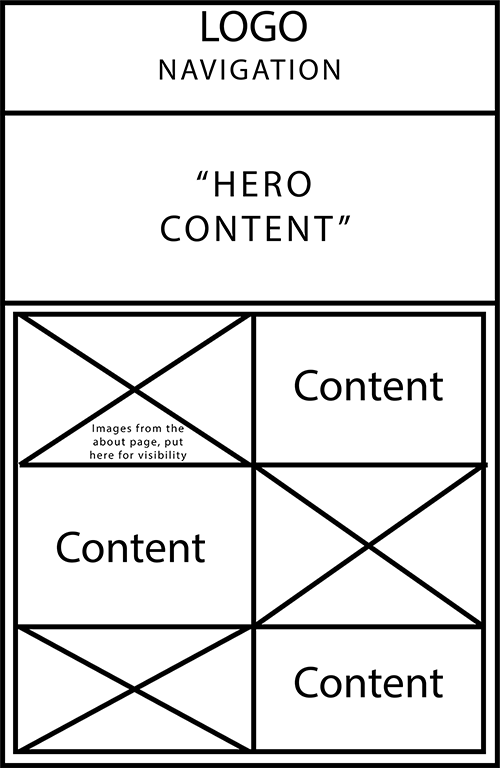 LOGO
NAVIGATION
“HERO
CONTENT”
Images from the
about page, put
here for visibility
Content
Content
Content